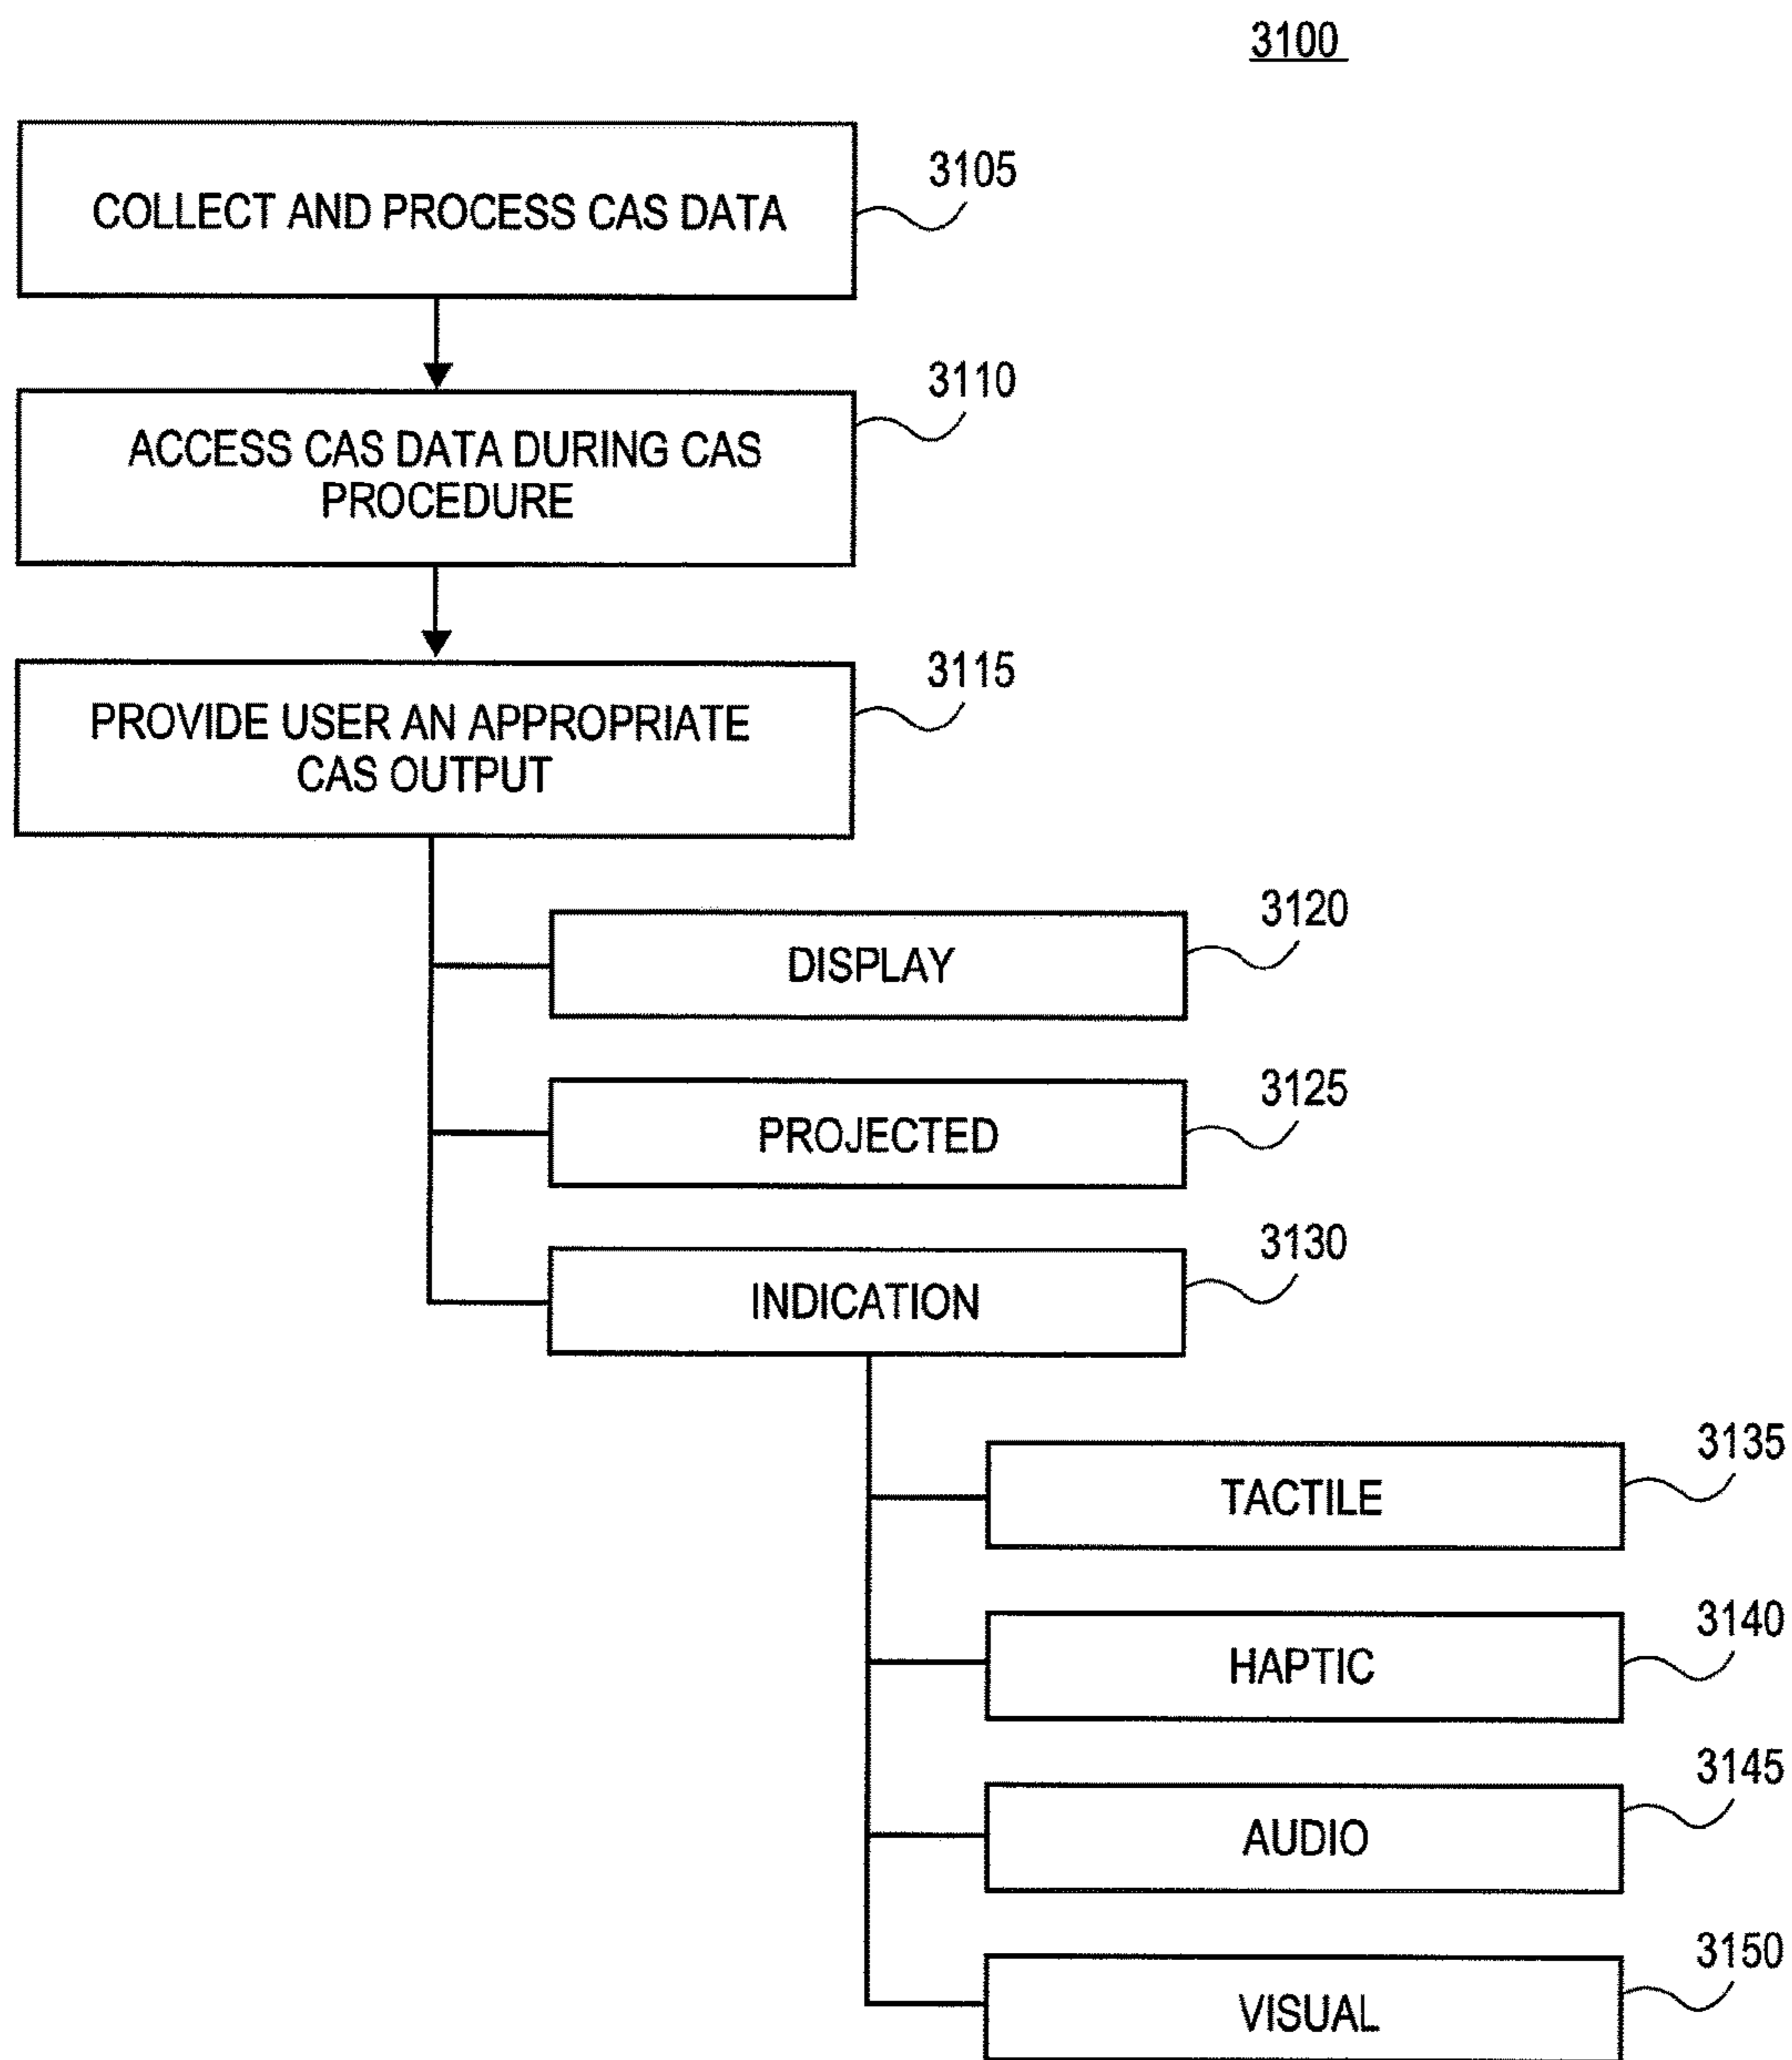 3100
COLLECT AND PROCESS CAS DATA
3105
ACCESS CAS DATA DURING CAS
PROCEDURE
3110
PROVIDE USER AN APPROPRIATE
CAS OUTPUT
3115
DISPLAY
3120
PROJECTED
3125
INDICATION
3130
TACTILE
3135
HAPTIC
3140
AUDIO
3145
VISUAL
3150